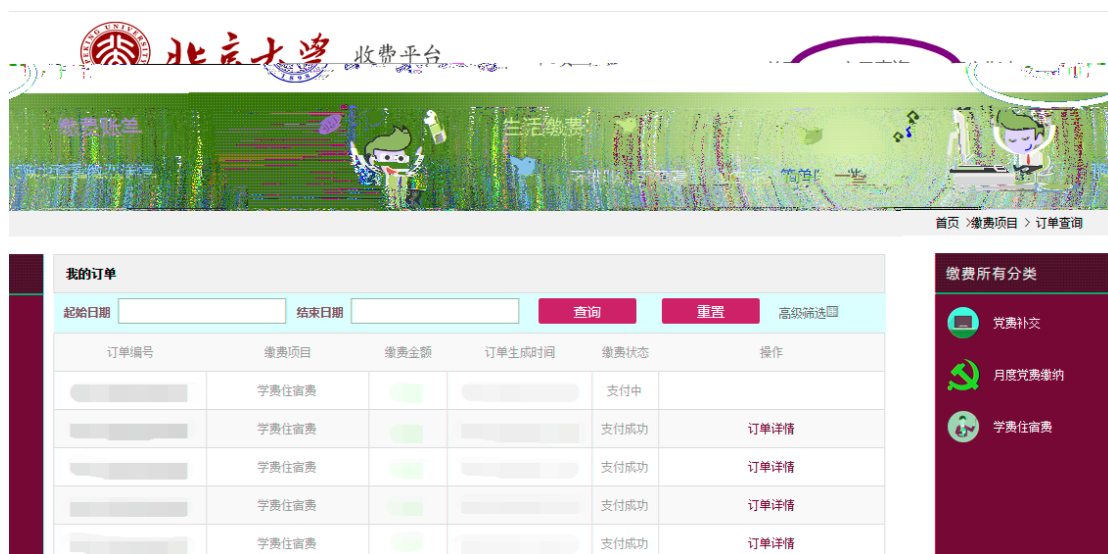 PEKING UNIVERSITY
北京大学 收费平台
1898
缴费账单
生活缴费
简单 一些
首页 > 缴费项目 > 订单查询
我的订单
起始日期 结束日期 查询 重置 高级筛选
订单编号 缴费项目 缴费金额 订单生成时间 缴费状态 操作
学费住宿费 支付中
学费住宿费 支付成功 订单详情
学费住宿费 支付成功 订单详情
学费住宿费 支付成功 订单详情
学费住宿费 支付成功 订单详情
缴费所有分类
党费补交
月度党费缴纳
学费住宿费